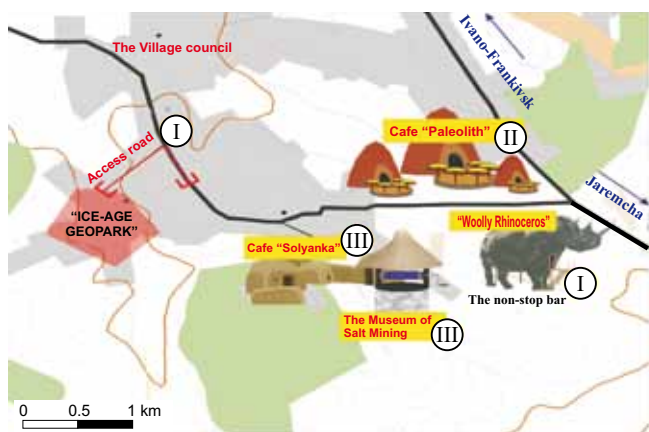 The Village council
Ivano-Frankivsk
I
Access road
Cafe "Paleolith"
II
Jaremcha
"ICE-AGE
GEOPARK"
"Woolly Rhinoceros"
Cafe "Solyanka"
III
I
The non-stop bar
The Museum of
Salt Mining
III
0 0.5 1 km